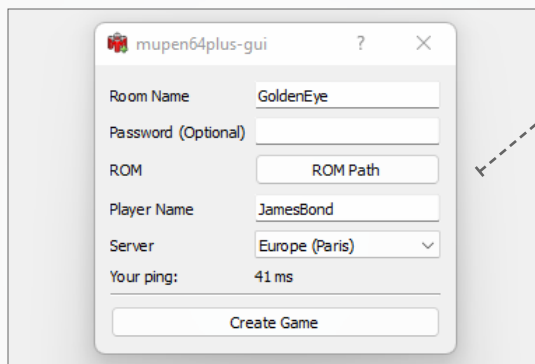 mupen64plus-gui ?
Room Name GoldenEye
Password (Optional)
ROM ROM Path
Player Name JamesBond
Server Europe (Paris)
Your ping: 41 ms
Create Game